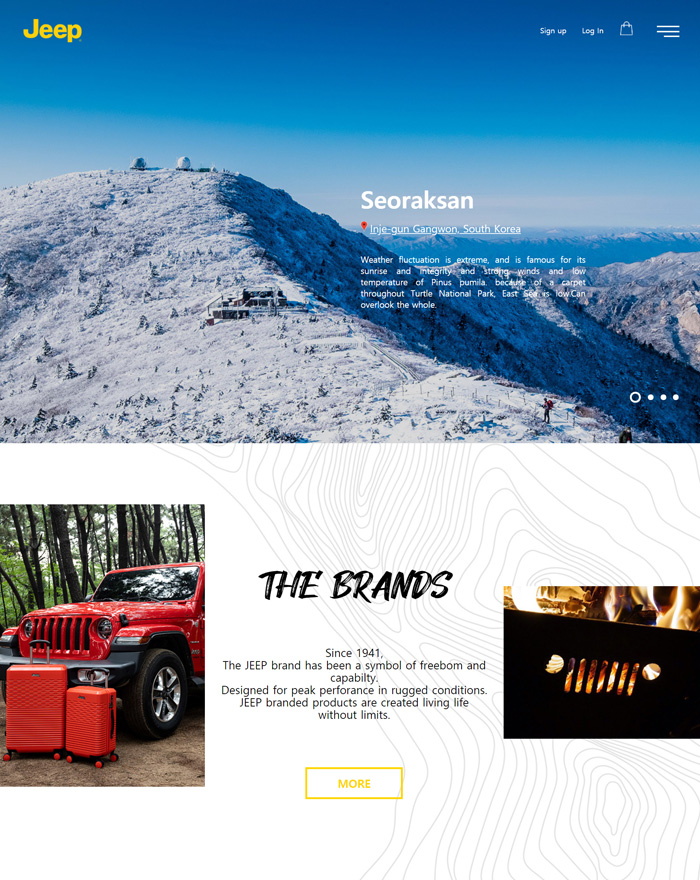 Jeep
Sign up
Log In
Seoraksan
Inje-gun Gangwon. South Korea
Weather fluctuation is extreme, and is famous for its
sunrise and integrity and strong winds and low
temperature of Pinus pumila. because of a carpet
throughout Turtle National Park, East Sea is low.Can
overlook the whole.
THE BRANDS
Since 1941,
The JEEP brand has been a symbol of freebom and
capabilty.
Designed for peak perforance in rugged conditions.
JEEP branded products are created living life
without limits.
MORE